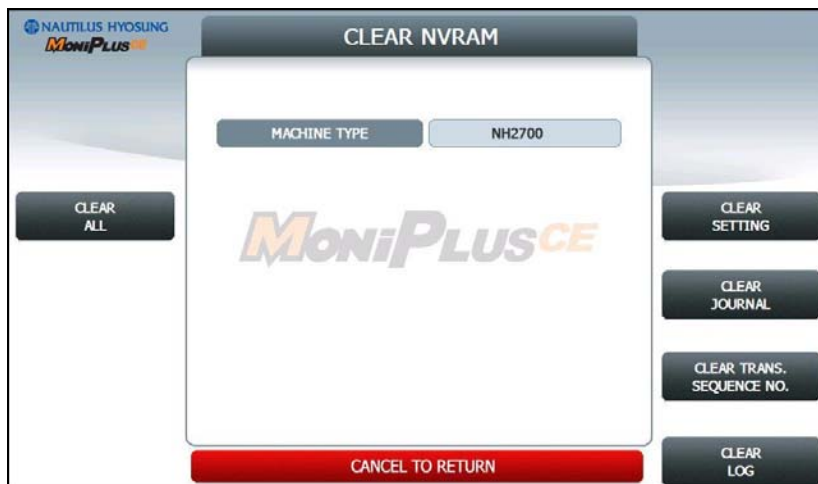 NAUTILUS HYOSUNG
MoniPlusCE
CLEAR NVRAM
MACHINE TYPE
NH2700
CLEAR
ALL
MoniPlusCE
CLEAR
SETTING
CLEAR
JOURNAL
CLEAR TRANS.
SEQUENCE NO.
CLEAR
LOG
CANCEL TO RETURN